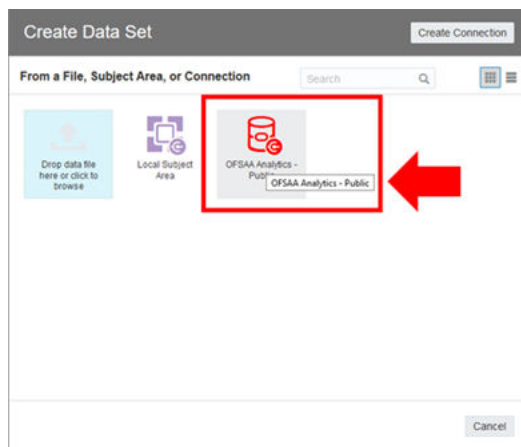 Create Data Set
Create Connection
From a File, Subject Area, or Connection
Search
Drop data file
here or click to
browse
Local Subject
Area
OFSAA Analytics -
Public
OFSAA Analytics - Public
Cancel